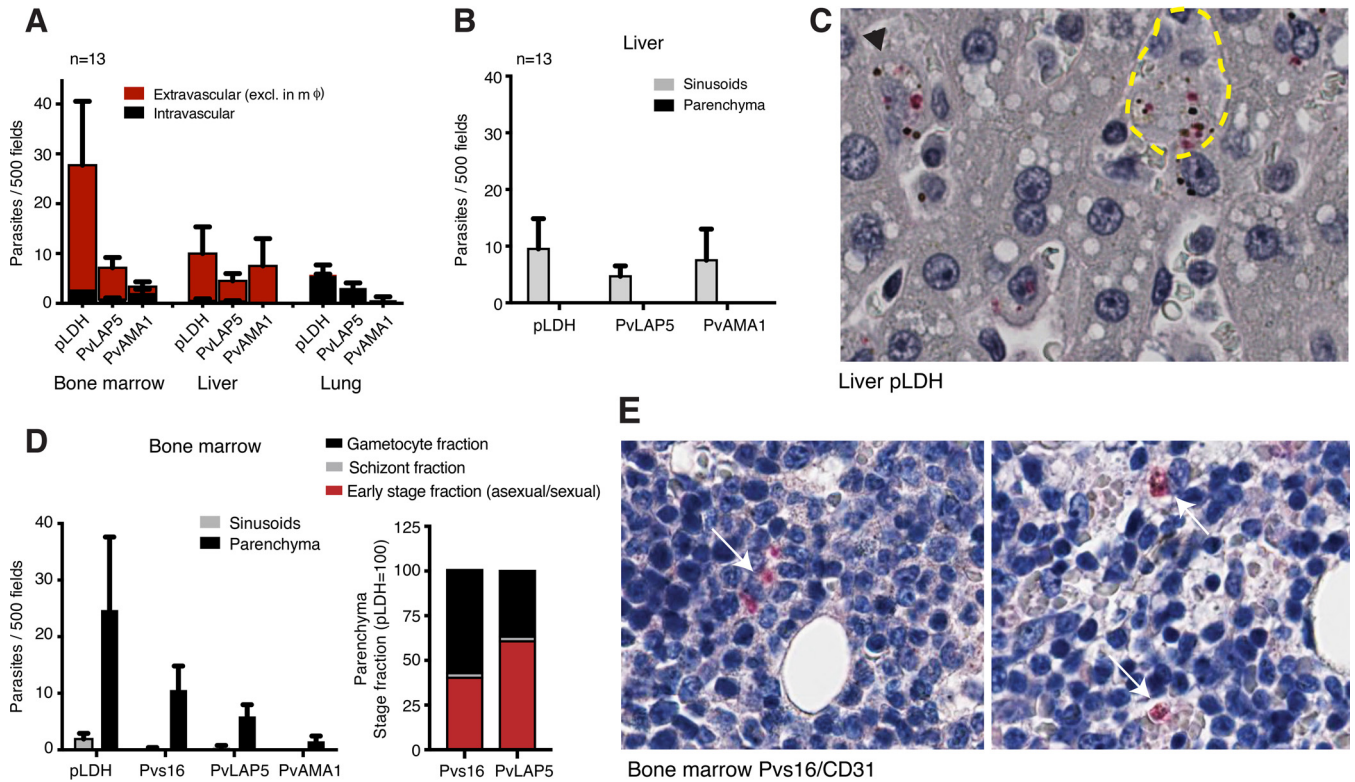 A
n=13
Extravascular (excl. in m ϕ)
Intravascular
Parasites / 500 fields
40
30
20
10
0
pLDH
PvLAP5
PvAMA1
pLDH
PvLAP5
PvAMA1
pLDH
PvLAP5
PvAMA1
Bone marrow
Liver
Lung
B
Liver
n=13
Sinusoids
Parenchyma
Parasites / 500 fields
40
30
20
10
0
pLDH
PvLAP5
PvAMA1
C
Liver pLDH
D
Bone marrow
Gametocyte fraction
Schizont fraction
Early stage fraction (asexual/sexual)
Sinusoids
Parenchyma
Parasites / 500 fields
40
30
20
10
0
pLDH
Pvs16
PvLAP5
PvAMA1
Parenchyma
Stage fraction (pLDH=100)
125
100
75
50
25
0
Pvs16
PvLAP5
E
Bone marrow Pvs16/CD31